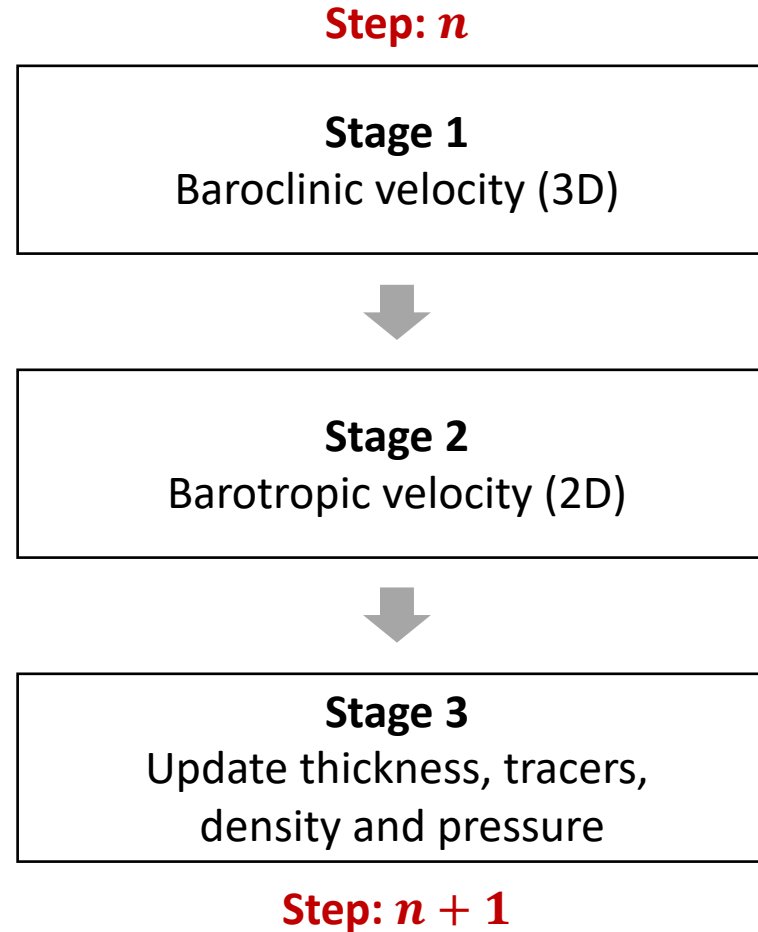 Step: n
Stage 1
Baroclinic velocity (3D)
Stage 2
Barotropic velocity (2D)
Stage 3
Update thickness, tracers,
density and pressure
Step: n + 1